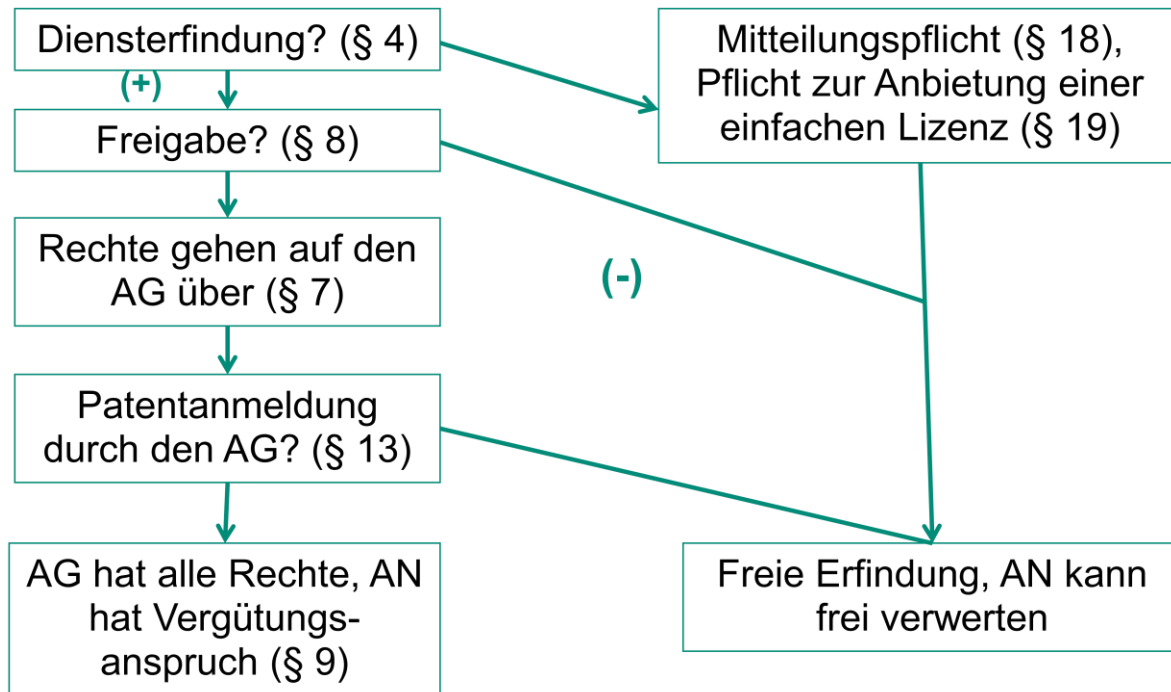 Diensterfindung? (§ 4)
(+)
Freigabe? (§ 8)
Rechte gehen auf den
AG über (§ 7)
Patentanmeldung
durch den AG? (§ 13)
AG hat alle Rechte, AN
hat Vergütungs-
anspruch (§ 9)
Mitteilungspflicht (§ 18),
Pflicht zur Anbietung einer
einfachen Lizenz (§ 19)
(-)
Freie Erfindung, AN kann
frei verwerten